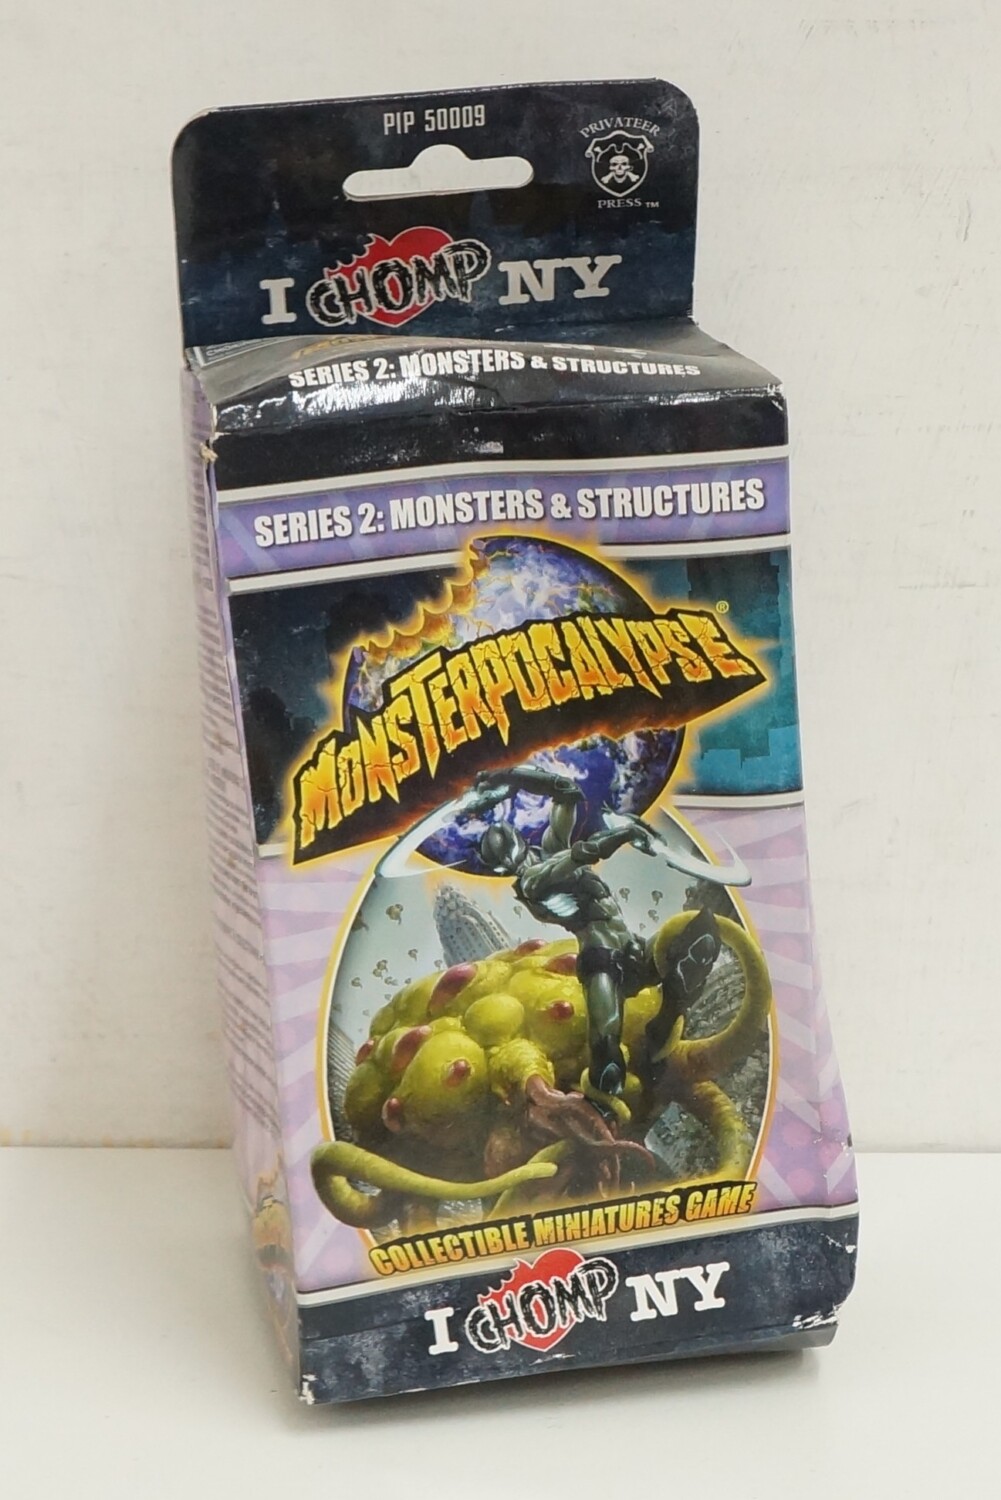 PIP 50009
PRIVATEER
PRESS™
I CHOMP NY
SERIES 2: MONSTERS & STRUCTURES
SERIES 2: MONSTERS & STRUCTURES
MONSTERPOCALYPSE®
COLLECTIBLE MINIATURES GAME
I CHOMP NY